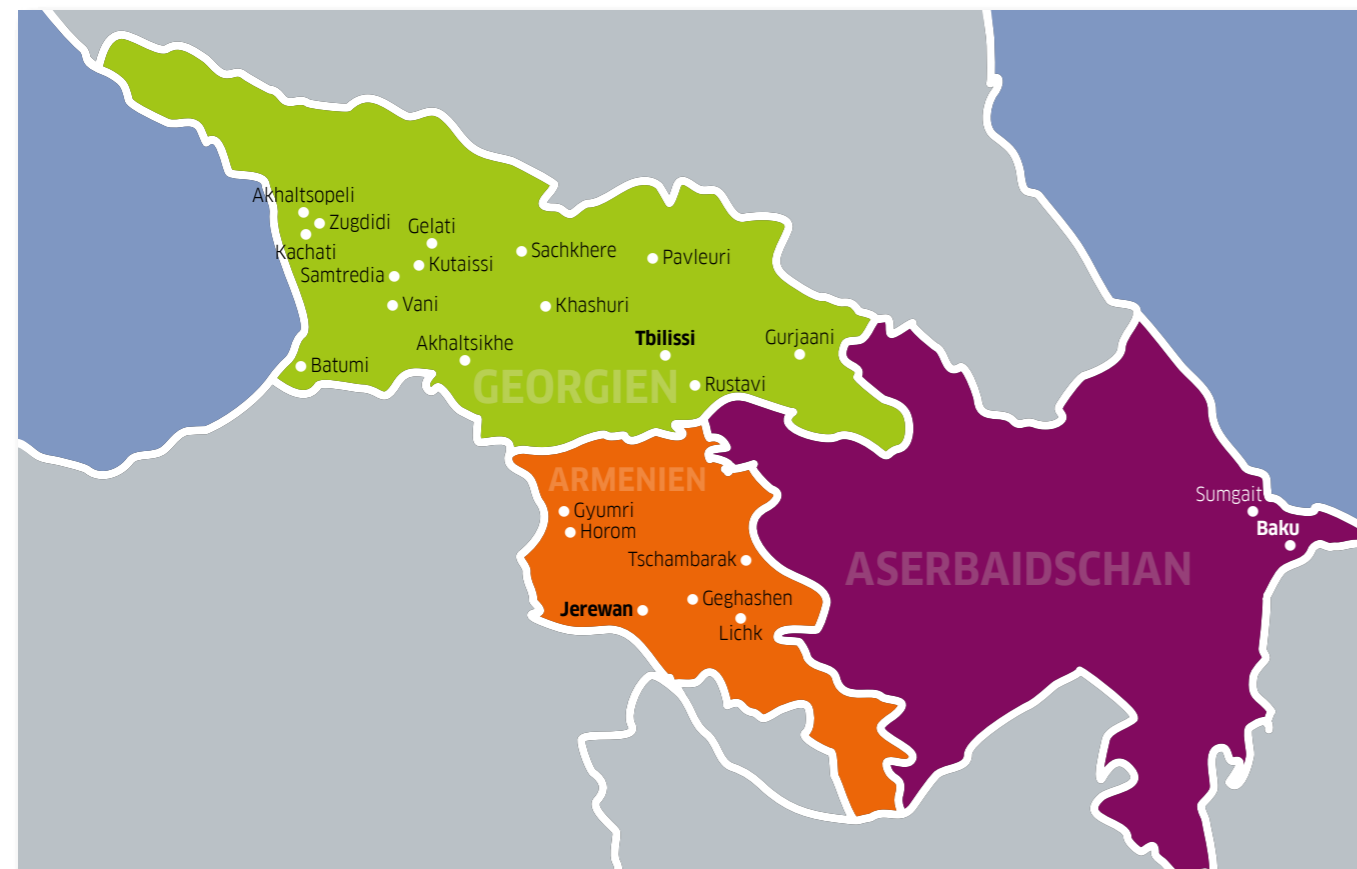 Akhaltsopeli
Zugdidi
Kachati
Gelati
Samtredia
Kutaissi
Sachkhere
Pavleuri
Vani
Khashuri
Akhaltsikhe
Tbilissi
Gurjaani
Batumi
GEORGIEN
Rustavi
ARMENIEN
Gyumri
Horom
Tschambarak
Geghashen
Jerewan
Lichk
ASERBAIDSCHAN
Sumgait
Baku